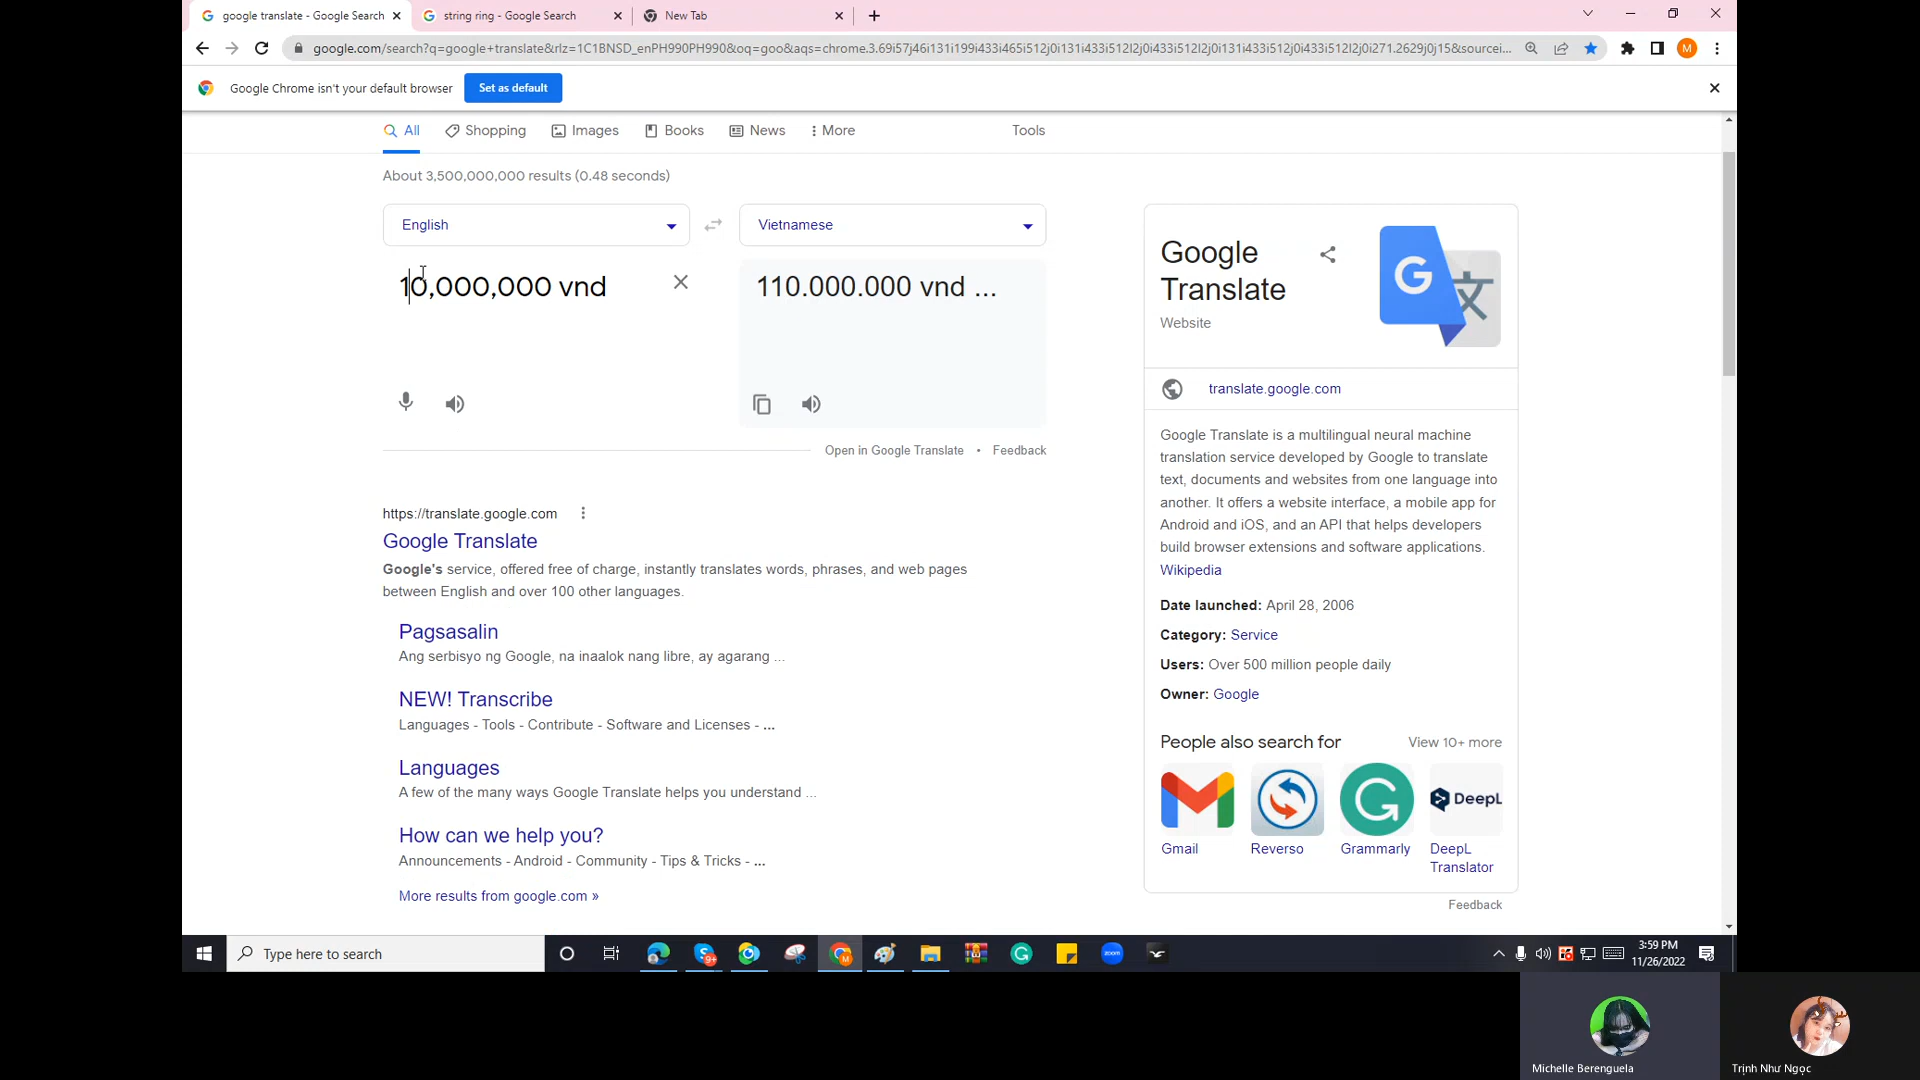 google translate - Google Search
string ring - Google Search
New Tab
google.com/search?q=google+translate&rlz=1C1BNSD_enPH990PH990&oq=goo&aqs=chrome.3.69i57j46i131i199i433i465i512j0i131i433i512l2j0i433i512l2j0i131i433i512j0i433i512l2j0i271.2629j0j15&sourcei...
M
Google Chrome isn't your default browser
Set as default
All
Shopping
Images
Books
News
More
Tools
About 3,500,000,000 results (0.48 seconds)
English
Vietnamese
10,000,000 vnd
110.000.000 vnd ...
Open in Google Translate • Feedback
https://translate.google.com
Google Translate
Google's service, offered free of charge, instantly translates words, phrases, and web pages
between English and over 100 other languages.
Pagsasalin
Ang serbisyo ng Google, na inaalok nang libre, ay agarang ...
NEW! Transcribe
Languages - Tools - Contribute - Software and Licenses - ...
Languages
A few of the many ways Google Translate helps you understand ...
How can we help you?
Announcements - Android - Community - Tips & Tricks - ...
More results from google.com »
Google
Translate
Website
G
文
translate.google.com
Google Translate is a multilingual neural machine
translation service developed by Google to translate
text, documents and websites from one language into
another. It offers a website interface, a mobile app for
Android and iOS, and an API that helps developers
build browser extensions and software applications.
Wikipedia
Date launched: April 28, 2006
Category: Service
Users: Over 500 million people daily
Owner: Google
People also search for
View 10+ more
DeepL
Gmail
Reverso
Grammarly
DeepL
Translator
Feedback
Type here to search
zoom
3:59 PM
11/26/2022
Michelle Berenguela
Trịnh Như Ngọc